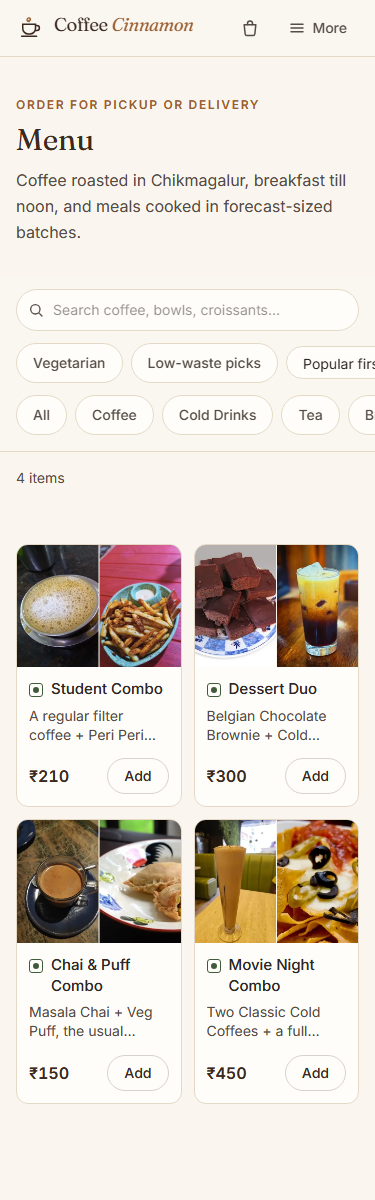 Coffee Cinnamon
More
ORDER FOR PICKUP OR DELIVERY
Menu
Coffee roasted in Chikmagalur, breakfast till
noon, and meals cooked in forecast-sized
batches.
Search coffee, bowls, croissants...
Vegetarian
Low-waste picks
Popular firs
All
Coffee
Cold Drinks
Tea
B
4 items
Student Combo
A regular filter
coffee + Peri Peri...
₹210
Add
Dessert Duo
Belgian Chocolate
Brownie + Cold...
₹300
Add
Chai & Puff
Combo
Masala Chai + Veg
Puff, the usual...
₹150
Add
Movie Night
Combo
Two Classic Cold
Coffees + a full...
₹450
Add